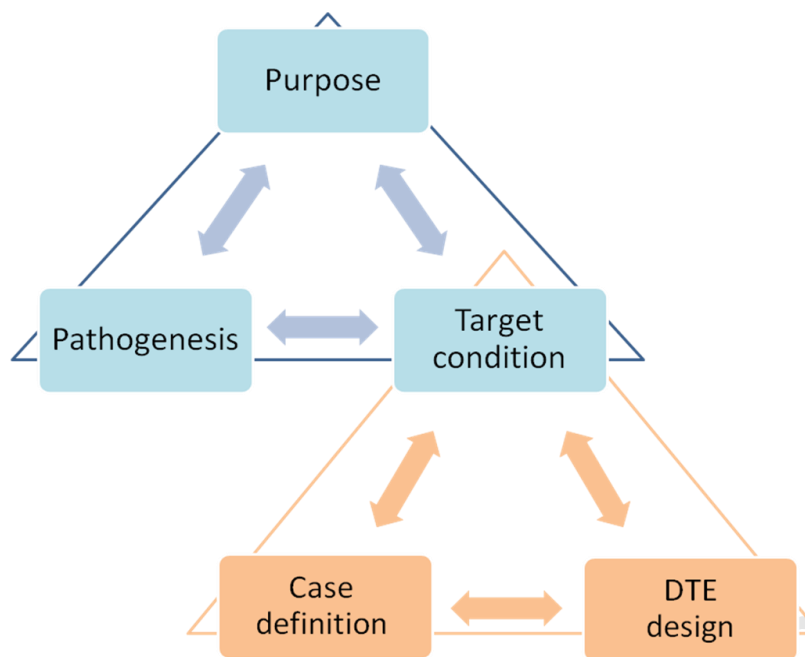 Purpose
Pathogenesis
Target
condition
Case
definition
DTE
design